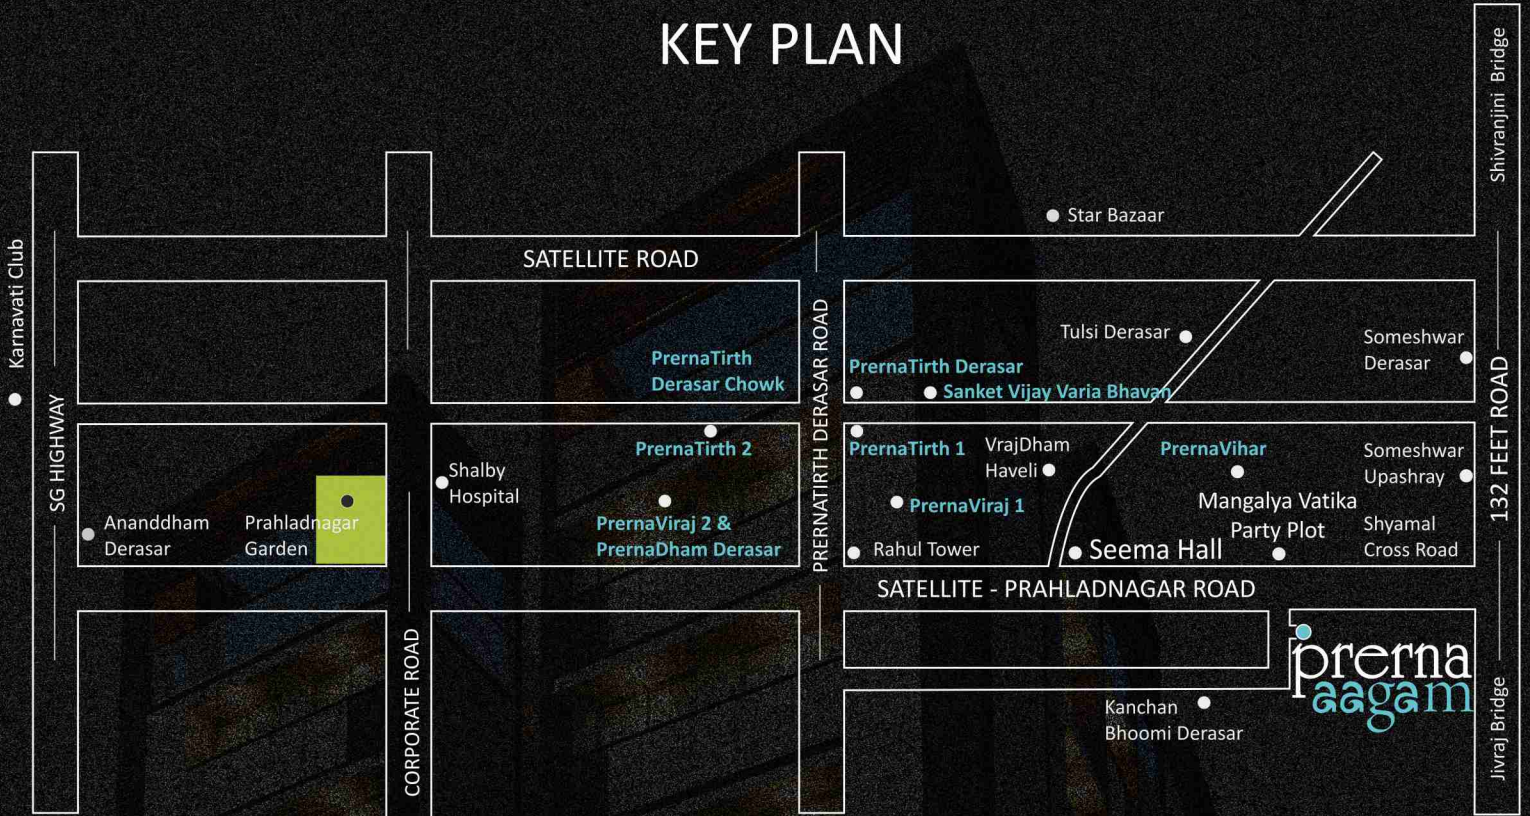 KEY PLAN
Shivranjini Bridge
Karnavati Club
Star Bazaar
SATELLITE ROAD
SG HIGHWAY
PRERNATIRTH DERASAR ROAD
132 FEET ROAD
Tulsi Derasar
Someshwar
Derasar
PrernaTirth
Derasar Chowk
PrernaTirth Derasar
Sanket Vijay Varia Bhavan
PrernaTirth 2
PrernaTirth 1
VrajDham
Haveli
PrernaVihar
Someshwar
Upashray
Shalby
Hospital
Mangalya Vatika
Party Plot
PrernaViraj 1
Ananddham
Derasar
Prahladnagar
Garden
PrernaViraj 2 &
PrernaDham Derasar
Rahul Tower
Seema Hall
Shyamal
Cross Road
SATELLITE - PRAHLADNAGAR ROAD
CORPORATE ROAD
prerna
aagam
Kanchan
Bhoomi Derasar
Jivraj Bridge